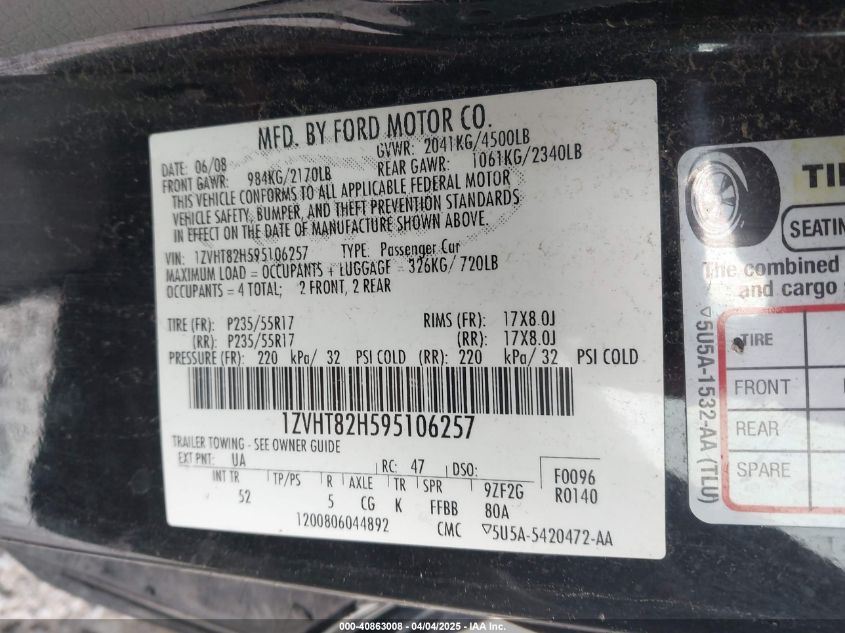 MFD. BY FORD MOTOR CO.
DATE: 06/08 GVWR: 2041KG/4500LB
FRONT GAWR: 984KG/2170LB REAR GAWR: 1061KG/2340LB
THIS VEHICLE CONFORMS TO ALL APPLICABLE FEDERAL MOTOR
VEHICLE SAFETY, BUMPER, AND THEFT PREVENTION STANDARDS
IN EFFECT ON THE DATE OF MANUFACTURE SHOWN ABOVE.
VIN: 1ZVHT82H595106257 TYPE: Passenger Car
MAXIMUM LOAD = OCCUPANTS + LUGGAGE = 326KG/720LB
OCCUPANTS = 4 TOTAL; 2 FRONT, 2 REAR
TIRE (FR): P235/55R17 RIMS (FR): 17X8.0J
(RR): P235/55R17 (RR): 17X8.0J
PRESSURE (FR): 220 kPa/ 32 PSI COLD (RR): 220 kPa/ 32 PSI COLD
1ZVHT82H595106257
TRAILER TOWING - SEE OWNER GUIDE
EXT PNT: UA RC: 47 DSO: F0096
INT TR TP/PS R AXLE TR SPR 9ZF2G R0140
52 5 CG K FFBB 80A
1200806044892 CMC ▽5U5A-5420472-AA
TI
SEATIN
The combined
and cargo
TIRE
FRONT
REAR
SPARE
▽5U5A-1532-AA (TLU)
000-40863008 - 04/04/2025 - IAA Inc.